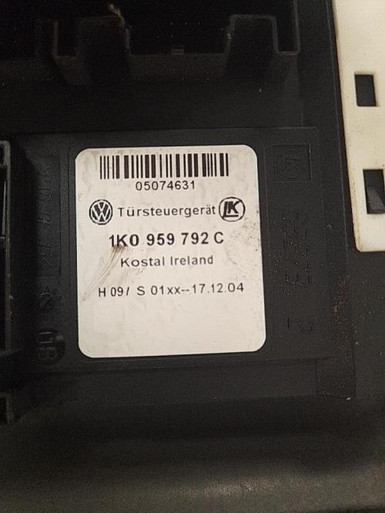 05074631
Türsteuergerät
1K0 959 792 C
Kostal Ireland
H 09/ S 01xx--17.12.04